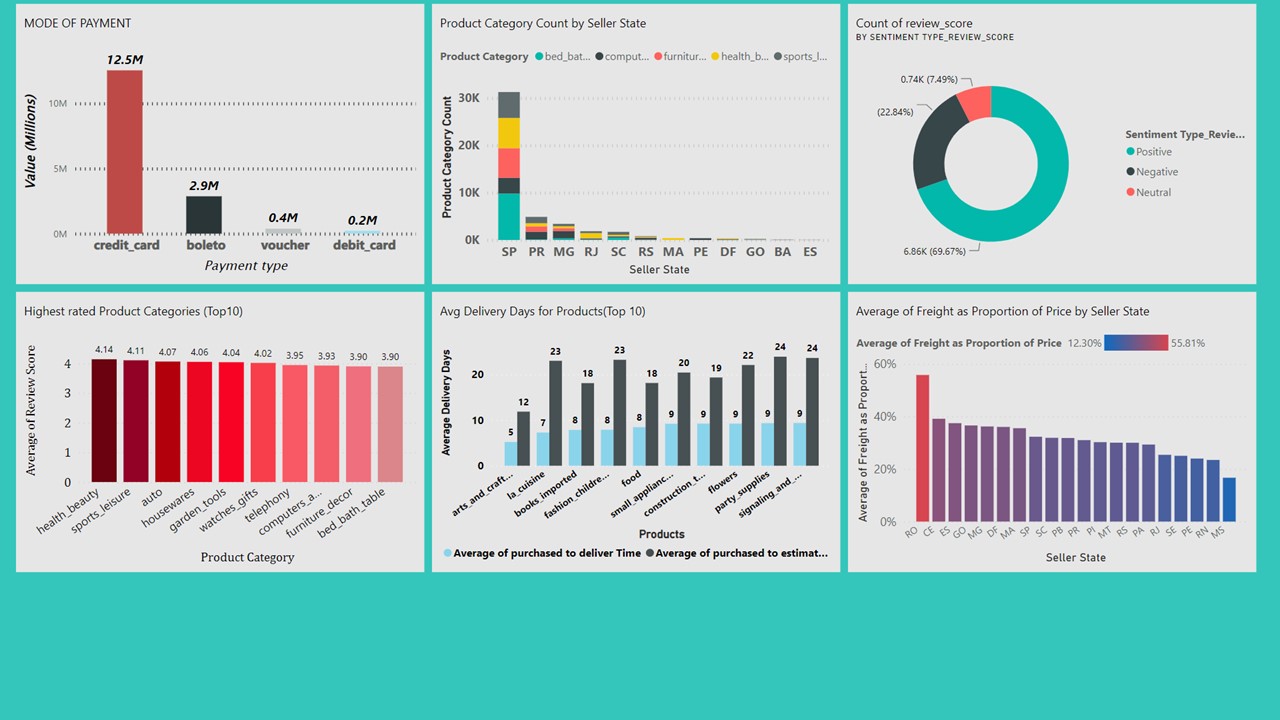 MODE OF PAYMENT
Value (Millions)
10M
5M
0M
12.5M
2.9M
0.4M
0.2M
credit_card boleto voucher debit_card
Payment type
Product Category Count by Seller State
Product Category bed_bat... comput... furnitur... health_b... sports_l...
Product Category Count
30K
20K
10K
0K
SP PR MG RJ SC RS MA PE DF GO BA ES
Seller State
Count of review_score
BY SENTIMENT TYPE_REVIEW_SCORE
0.74K (7.49%)
(22.84%)
6.86K (69.67%)
Sentiment Type_Revie...
Positive
Negative
Neutral
Highest rated Product Categories (Top10)
Average of Review Score
4
3
2
1
0
4.14 4.11 4.07 4.06 4.04 4.02 3.95 3.93 3.90 3.90
health_beauty sports_leisure auto housewares garden_tools watches_gifts telephony computers_a... furniture_decor bed_bath_table
Product Category
Avg Delivery Days for Products(Top 10)
Average Delivery Days
20
10
0
5 12 7 23 8 18 8 23 8 18 9 20 9 19 9 22 9 24 9 24
arts_and_craft... la_cuisine books_imported fashion_childre... food small_applianc... construction_t... flowers party_supplies signaling_and_...
Products
Average of purchased to deliver Time Average of purchased to estimat...
Average of Freight as Proportion of Price by Seller State
Average of Freight as Proportion of Price 12.30% 55.81%
Average of Freight as Proport...
60%
40%
20%
0%
RO CE ES GO MG DF MA SP SC PB PR PI MT RS PA RJ SE PE RN MS
Seller State